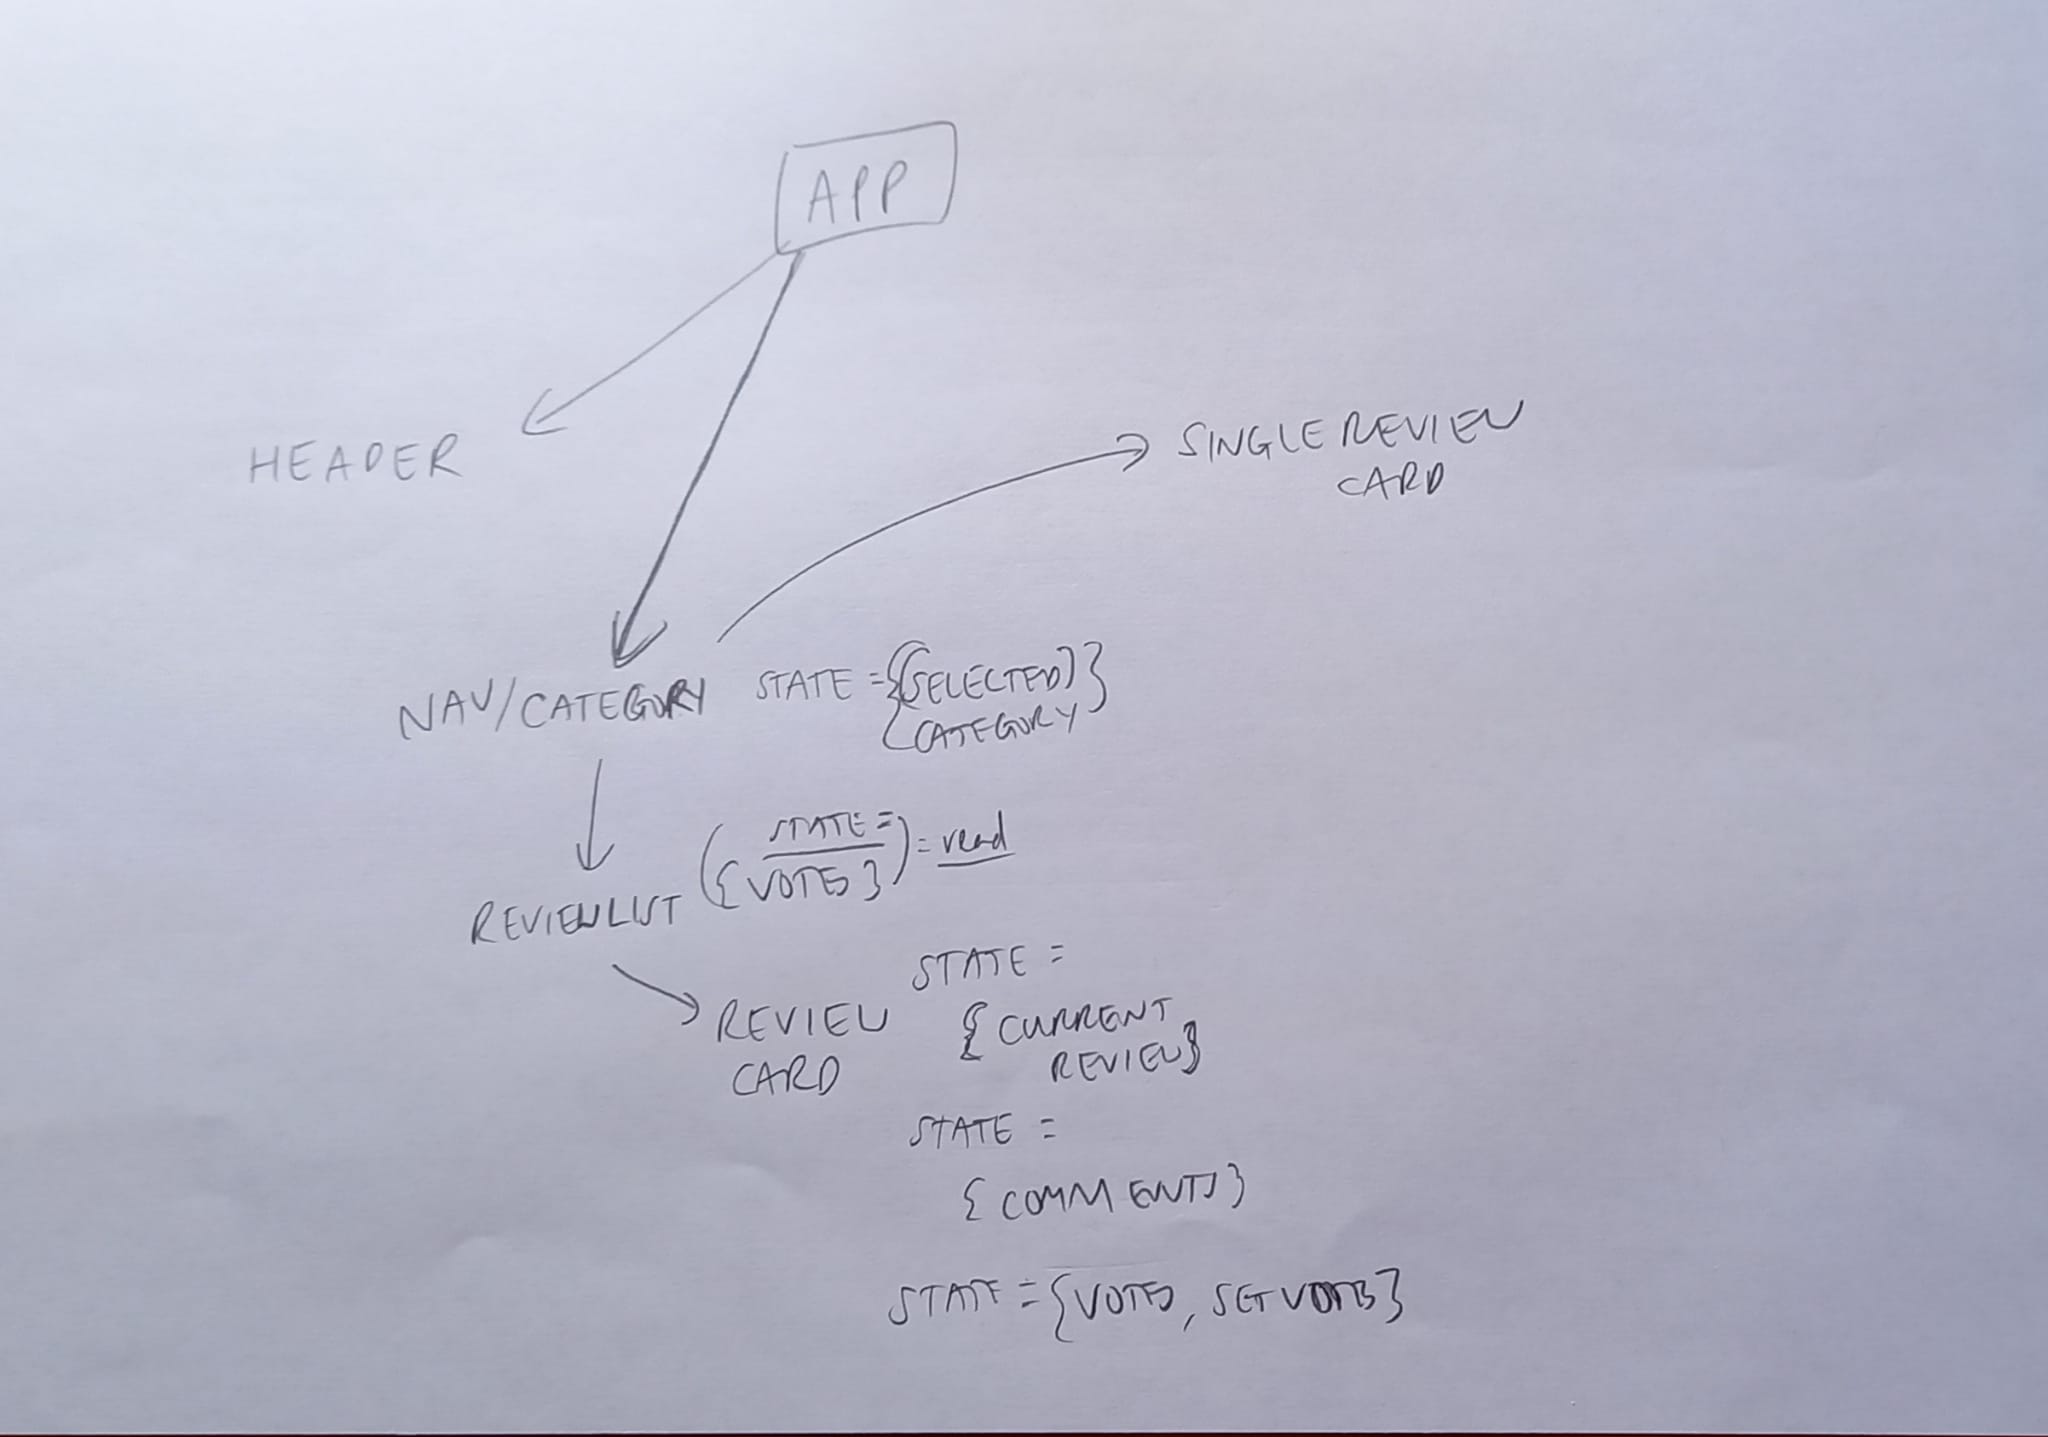 APP
HEADER
SINGLE REVIEW
CARD
NAV/CATEGORY STATE = {(SELECTED)}
{CATEGORY
STATE =
REVIEWLIST ({VOTES}) = read
STATE =
REVIEW {CURRENT
CARD REVIEW}
STATE =
{COMMENTS}
STATE = {VOTES, SETVOTES}